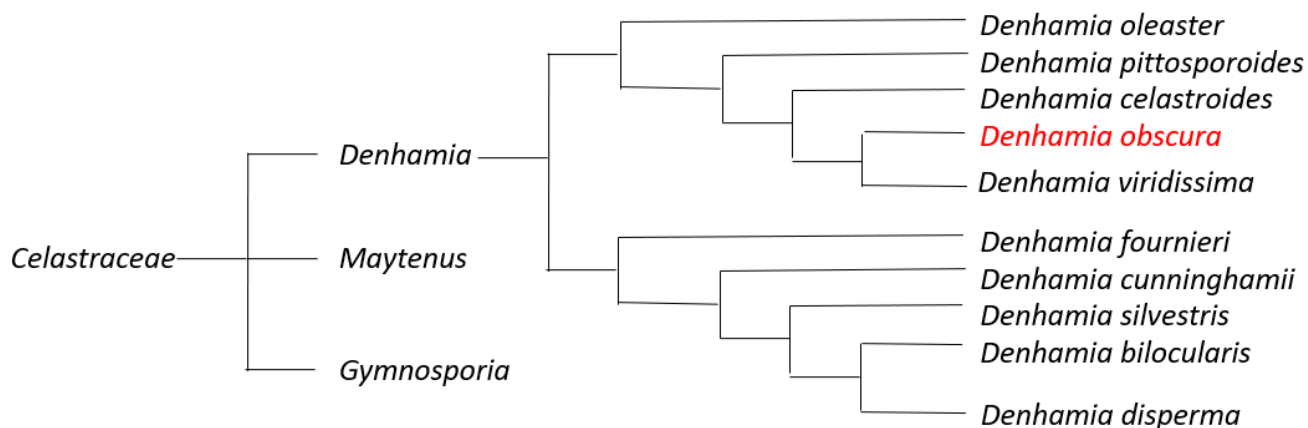 Celastraceae
Denhamia
Maytenus
Gymnosporia
Denhamia oleaster
Denhamia pittosporoides
Denhamia celastroides
Denhamia obscura
Denhamia viridissima
Denhamia fournieri
Denhamia cunninghamii
Denhamia silvestris
Denhamia bilocularis
Denhamia disperma